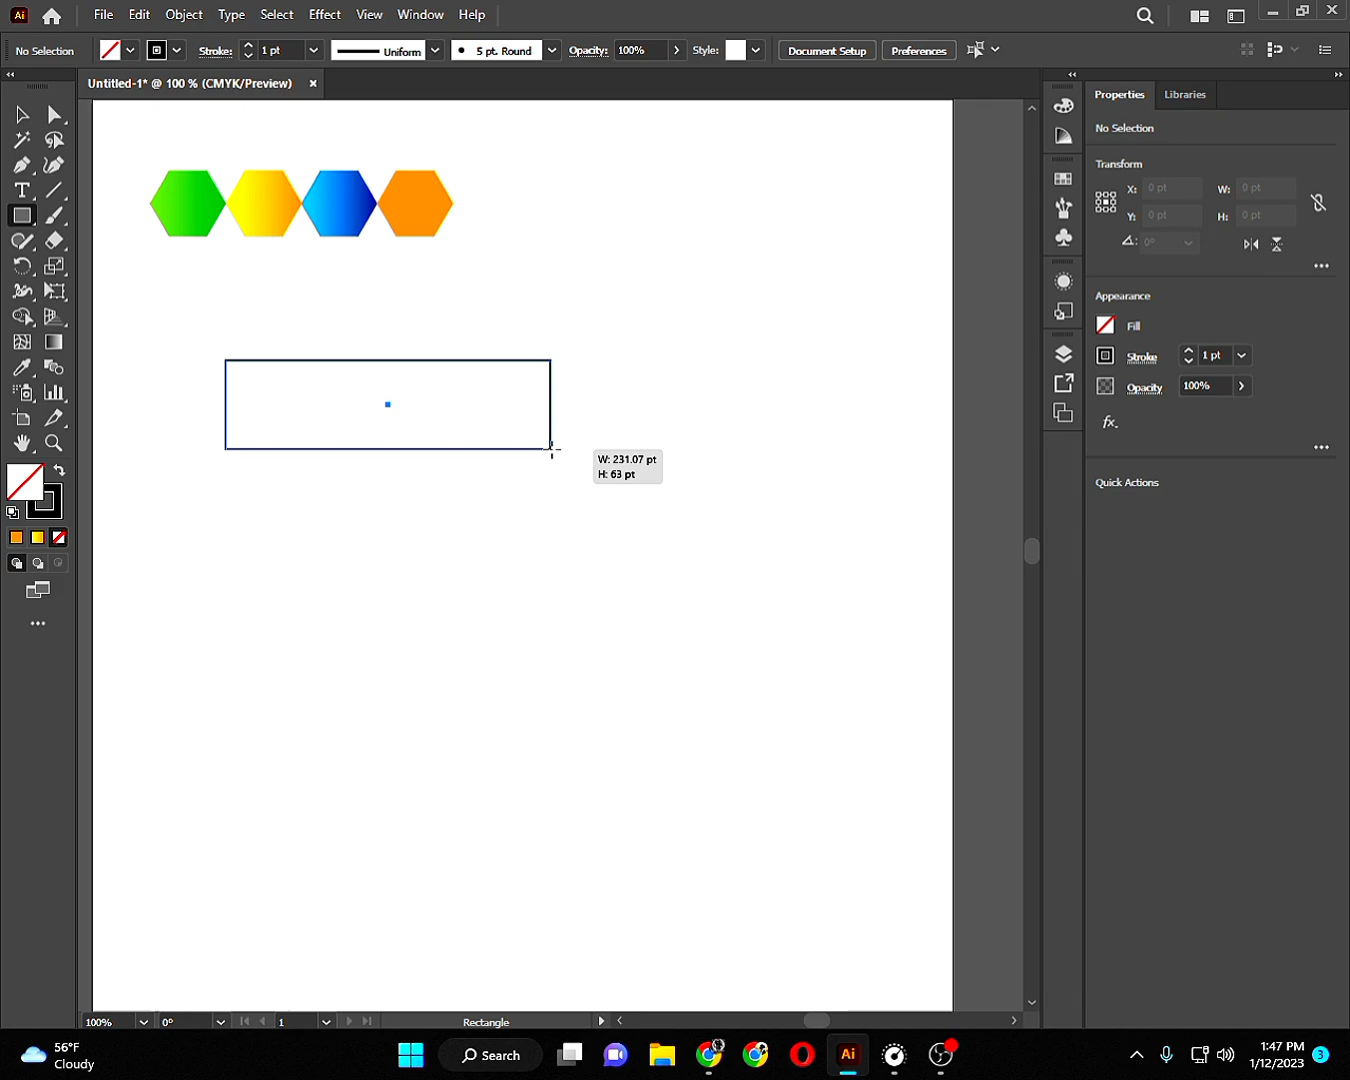 Ai File Edit Object Type Select Effect View Window Help
No Selection Stroke: 1 pt Uniform 5 pt. Round Opacity: 100% Style: Document Setup Preferences
Untitled-1* @ 100 % (CMYK/Preview) ×
Properties Libraries
No Selection
Transform
X: 0 pt W: 0 pt
Y: 0 pt H: 0 pt
0°
Appearance
Fill
Stroke 1 pt
Opacity 100%
fx.
Quick Actions
T
W: 231.07 pt
H: 63 pt
100% 0° 1 Rectangle
56°F
Cloudy
Search
Ai
1:47 PM
1/12/2023
3